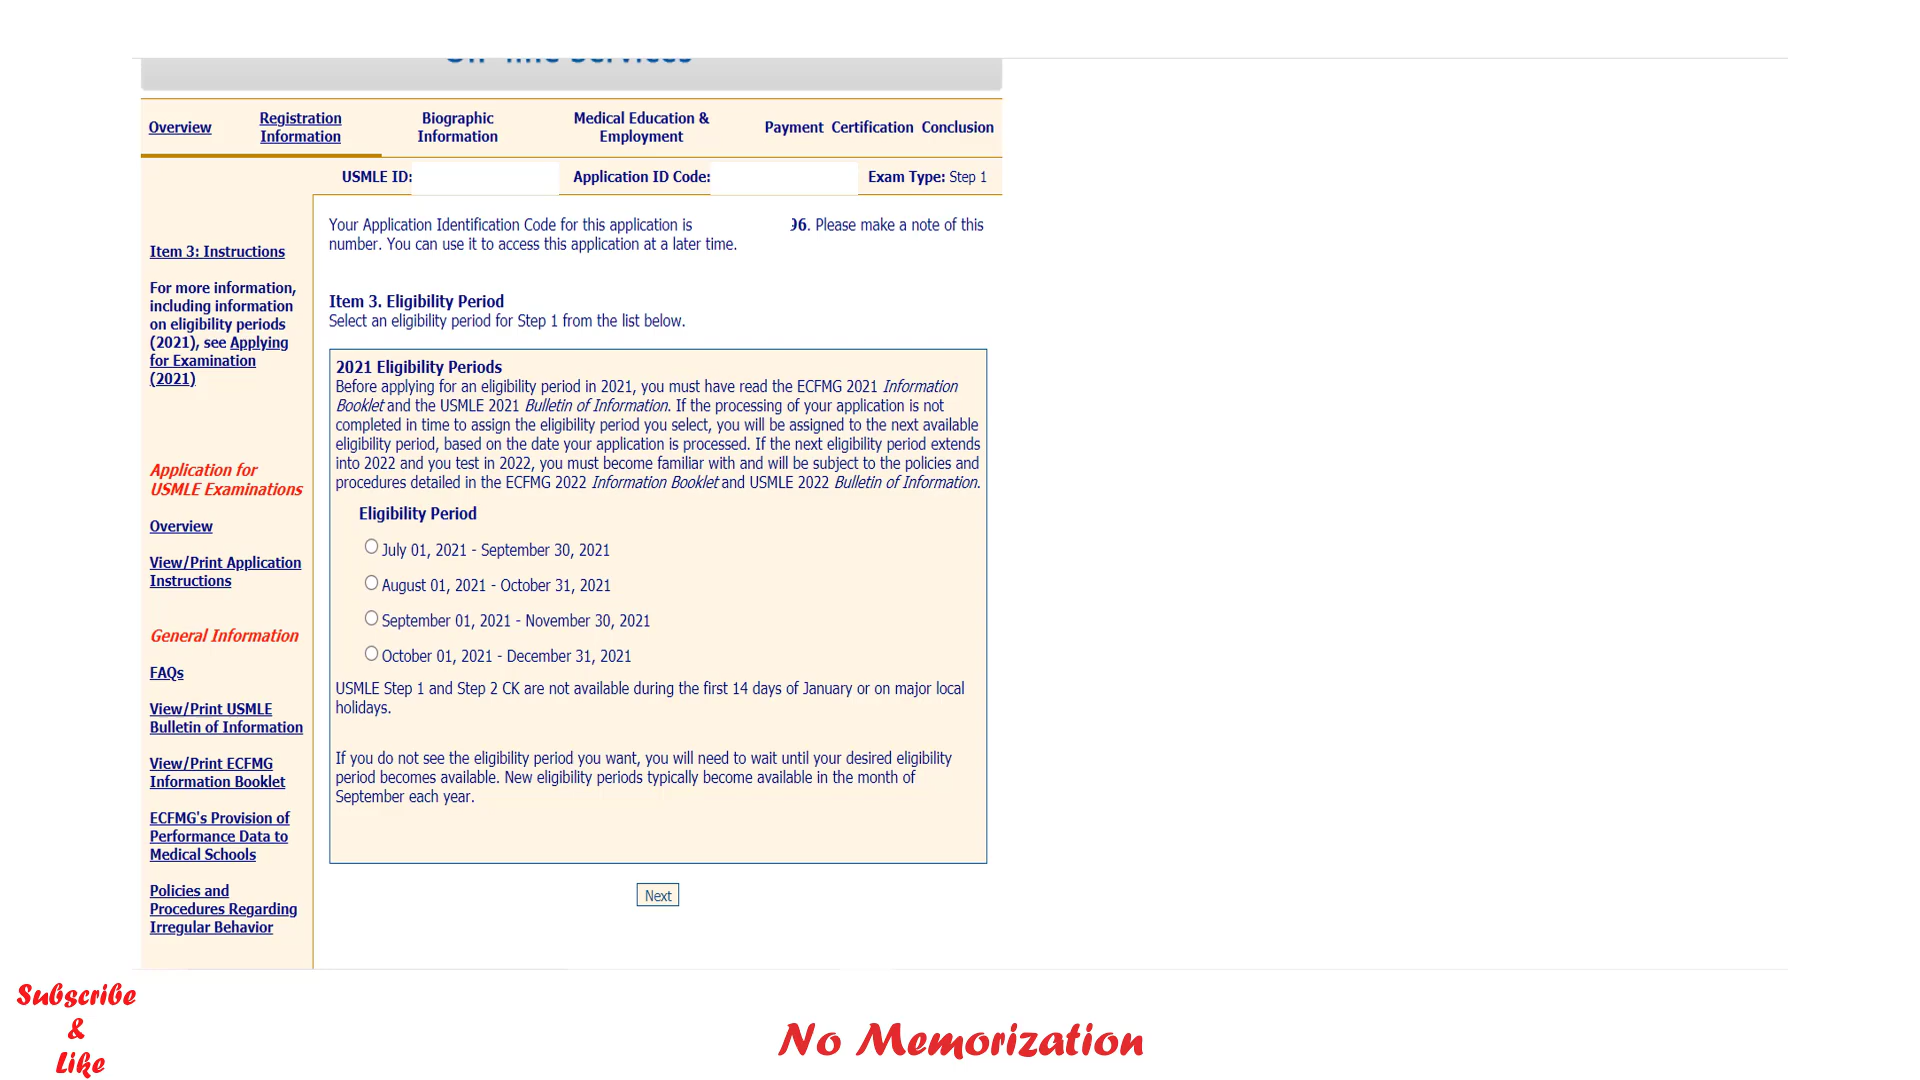 On-line Services
Overview
Registration
Information
Biographic
Information
Medical Education &
Employment
Payment Certification Conclusion
USMLE ID:
Application ID Code:
Exam Type: Step 1
Item 3: Instructions
For more information,
including information
on eligibility periods
(2021), see Applying
for Examination
(2021)
Application for
USMLE Examinations
Overview
View/Print Application
Instructions
General Information
FAQs
View/Print USMLE
Bulletin of Information
View/Print ECFMG
Information Booklet
ECFMG's Provision of
Performance Data to
Medical Schools
Policies and
Procedures Regarding
Irregular Behavior
Your Application Identification Code for this application is 96. Please make a note of this
number. You can use it to access this application at a later time.
Item 3. Eligibility Period
Select an eligibility period for Step 1 from the list below.
2021 Eligibility Periods
Before applying for an eligibility period in 2021, you must have read the ECFMG 2021 Information
Booklet and the USMLE 2021 Bulletin of Information. If the processing of your application is not
completed in time to assign the eligibility period you select, you will be assigned to the next available
eligibility period, based on the date your application is processed. If the next eligibility period extends
into 2022 and you test in 2022, you must become familiar with and will be subject to the policies and
procedures detailed in the ECFMG 2022 Information Booklet and USMLE 2022 Bulletin of Information.
Eligibility Period
July 01, 2021 - September 30, 2021
August 01, 2021 - October 31, 2021
September 01, 2021 - November 30, 2021
October 01, 2021 - December 31, 2021
USMLE Step 1 and Step 2 CK are not available during the first 14 days of January or on major local
holidays.
If you do not see the eligibility period you want, you will need to wait until your desired eligibility
period becomes available. New eligibility periods typically become available in the month of
September each year.
Next
Subscribe
&
Like
No Memorization